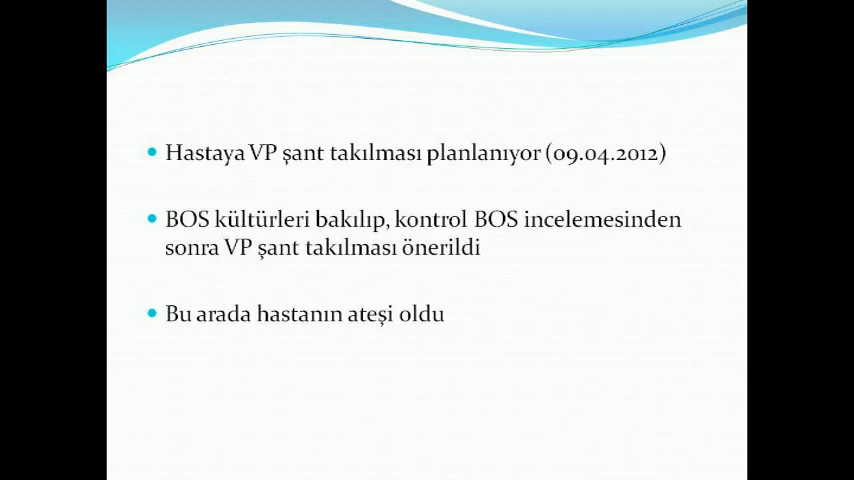 Hastaya VP şant takılması planlanıyor (09.04.2012)
BOS kültürleri bakılıp, kontrol BOS incelemesinden
sonra VP şant takılması önerildi
Bu arada hastanın ateşi oldu